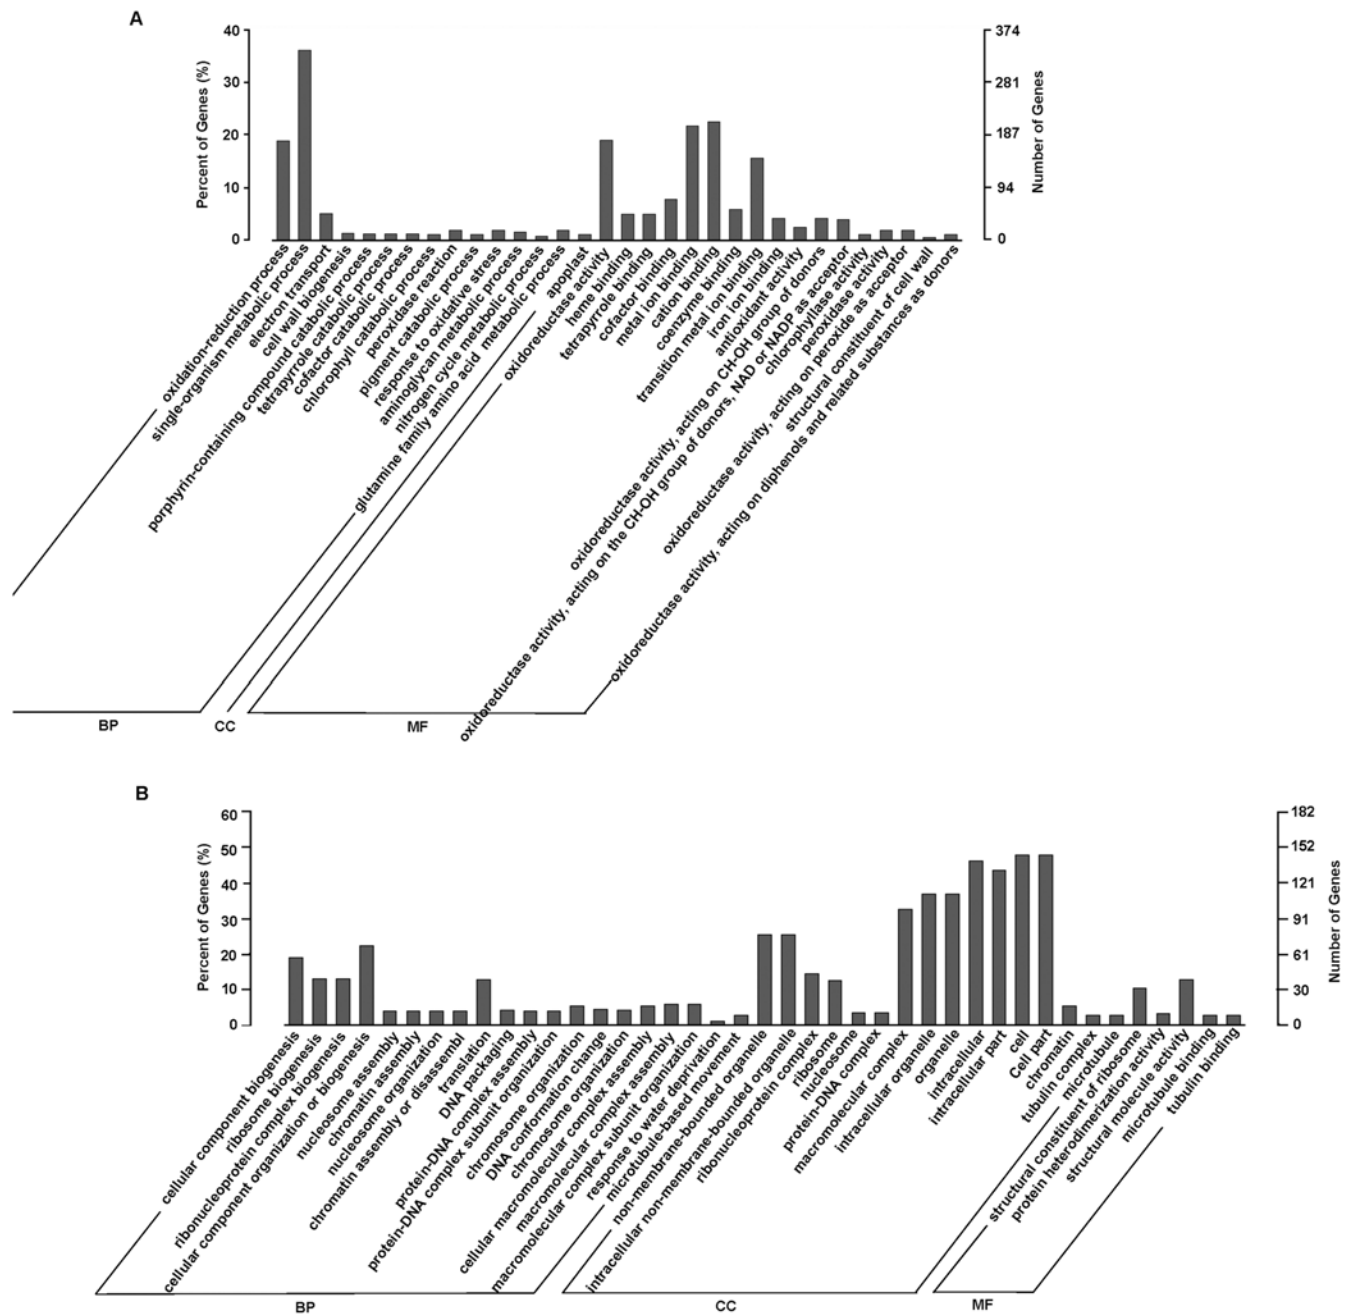 A
40
30
20
10
0
Percent of Genes (%)
374
281
187
94
0
Number of Genes
oxidation-reduction process
single-organism metabolic process
electron transport
cell wall biogenesis
porphyrin-containing compound catabolic process
tetrapyrrole catabolic process
cofactor catabolic process
chlorophyll catabolic process
peroxidase reaction
pigment catabolic process
response to oxidative stress
aminoglycan metabolic process
nitrogen cycle metabolic process
glutamine family amino acid metabolic process
apoplast
oxidoreductase activity
heme binding
tetrapyrrole binding
cofactor binding
metal ion binding
cation binding
coenzyme binding
transition metal ion binding
iron ion binding
antioxidant activity
oxidoreductase activity, acting on CH-OH group of donors
oxidoreductase activity, acting on the CH-OH group of donors, NAD or NADP as acceptor
chlorophyllase activity
peroxidase activity
oxidoreductase activity, acting on peroxide as acceptor
structural constituent of cell wall
oxidoreductase activity, acting on diphenols and related substances as donors
BP
CC
MF
B
60
50
40
30
20
10
0
Percent of Genes (%)
182
152
121
91
61
30
0
Number of Genes
cellular component biogenesis
ribosome biogenesis
ribonucleoprotein complex biogenesis
cellular component organization or biogenesis
nucleosome assembly
chromatin assembly
nucleosome organization
chromatin assembly or disassembl
translation
DNA packaging
protein-DNA complex assembly
protein-DNA complex subunit organization
chromosome organization
DNA conformation change
chromosome organization
cellular macromolecular complex assembly
macromolecular complex assembly
macromolecular complex subunit organization
response to water deprivation
microtubule-based movement
non-membrane-bounded organelle
intracellular non-membrane-bounded organelle
ribonucleoprotein complex
ribosome
nucleosome
protein-DNA complex
macromolecular complex
intracellular organelle
organelle
intracellular
intracellular part
cell
Cell part
chromatin
tubulin complex
microtubule
structural constituent of ribosome
protein heterodimerization activity
structural molecule activity
microtubule binding
tubulin binding
BP
CC
MF